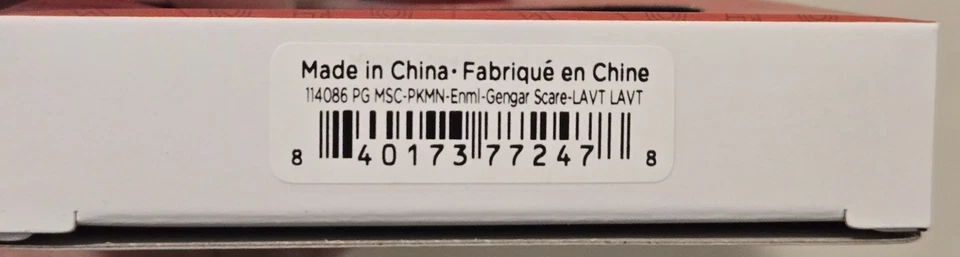 Made in China • Fabriqué en Chine
114086 PG MSC-PKMN-Enml-Gengar Scare-LAVT LAVT
8 40173 77247 8